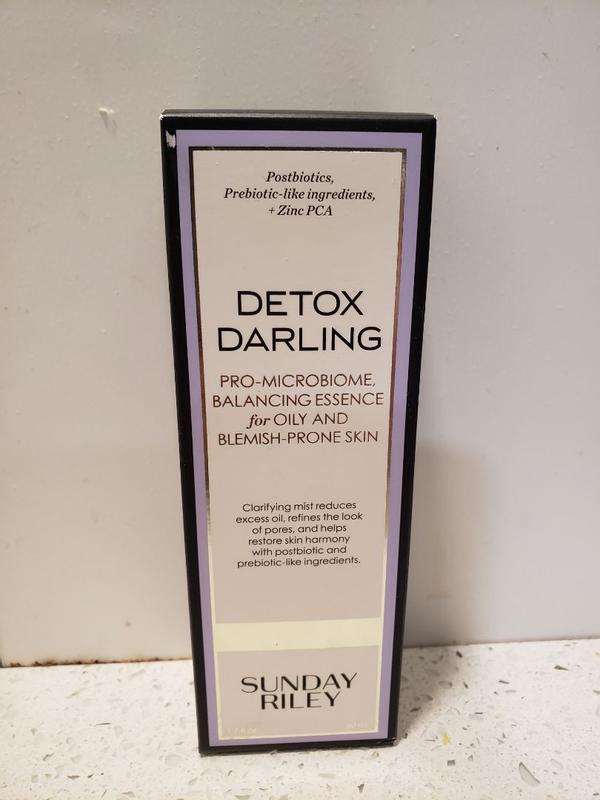 Postbiotics,
Prebiotic-like ingredients,
+ Zinc PCA
DETOX
DARLING
PRO-MICROBIOME,
BALANCING ESSENCE
for OILY AND
BLEMISH-PRONE SKIN
Clarifying mist reduces
excess oil, refines the look
of pores, and helps
restore skin harmony
with postbiotic and
prebiotic-like ingredients.
SUNDAY
RILEY